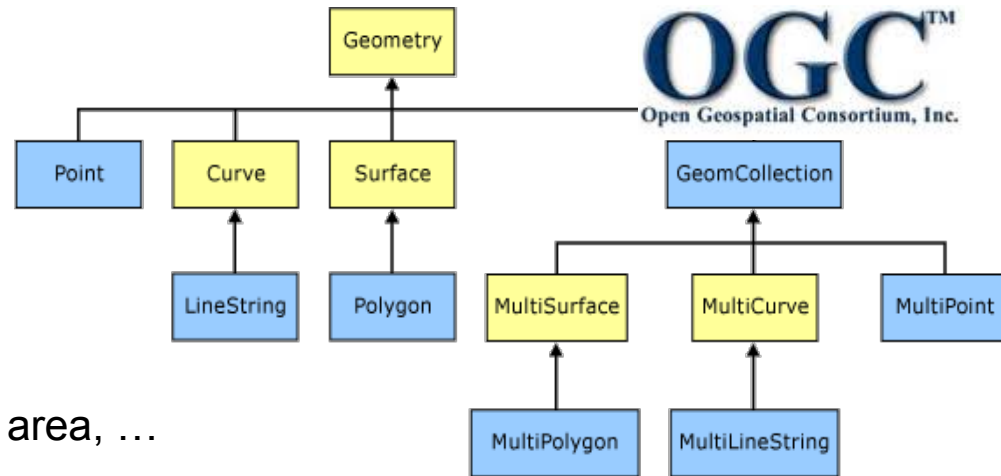 Geometry
OGC™
Open Geospatial Consortium, Inc.
Point
Curve
Surface
GeomCollection
LineString
Polygon
MultiSurface
MultiCurve
MultiPoint
area, …
MultiPolygon
MultiLineString